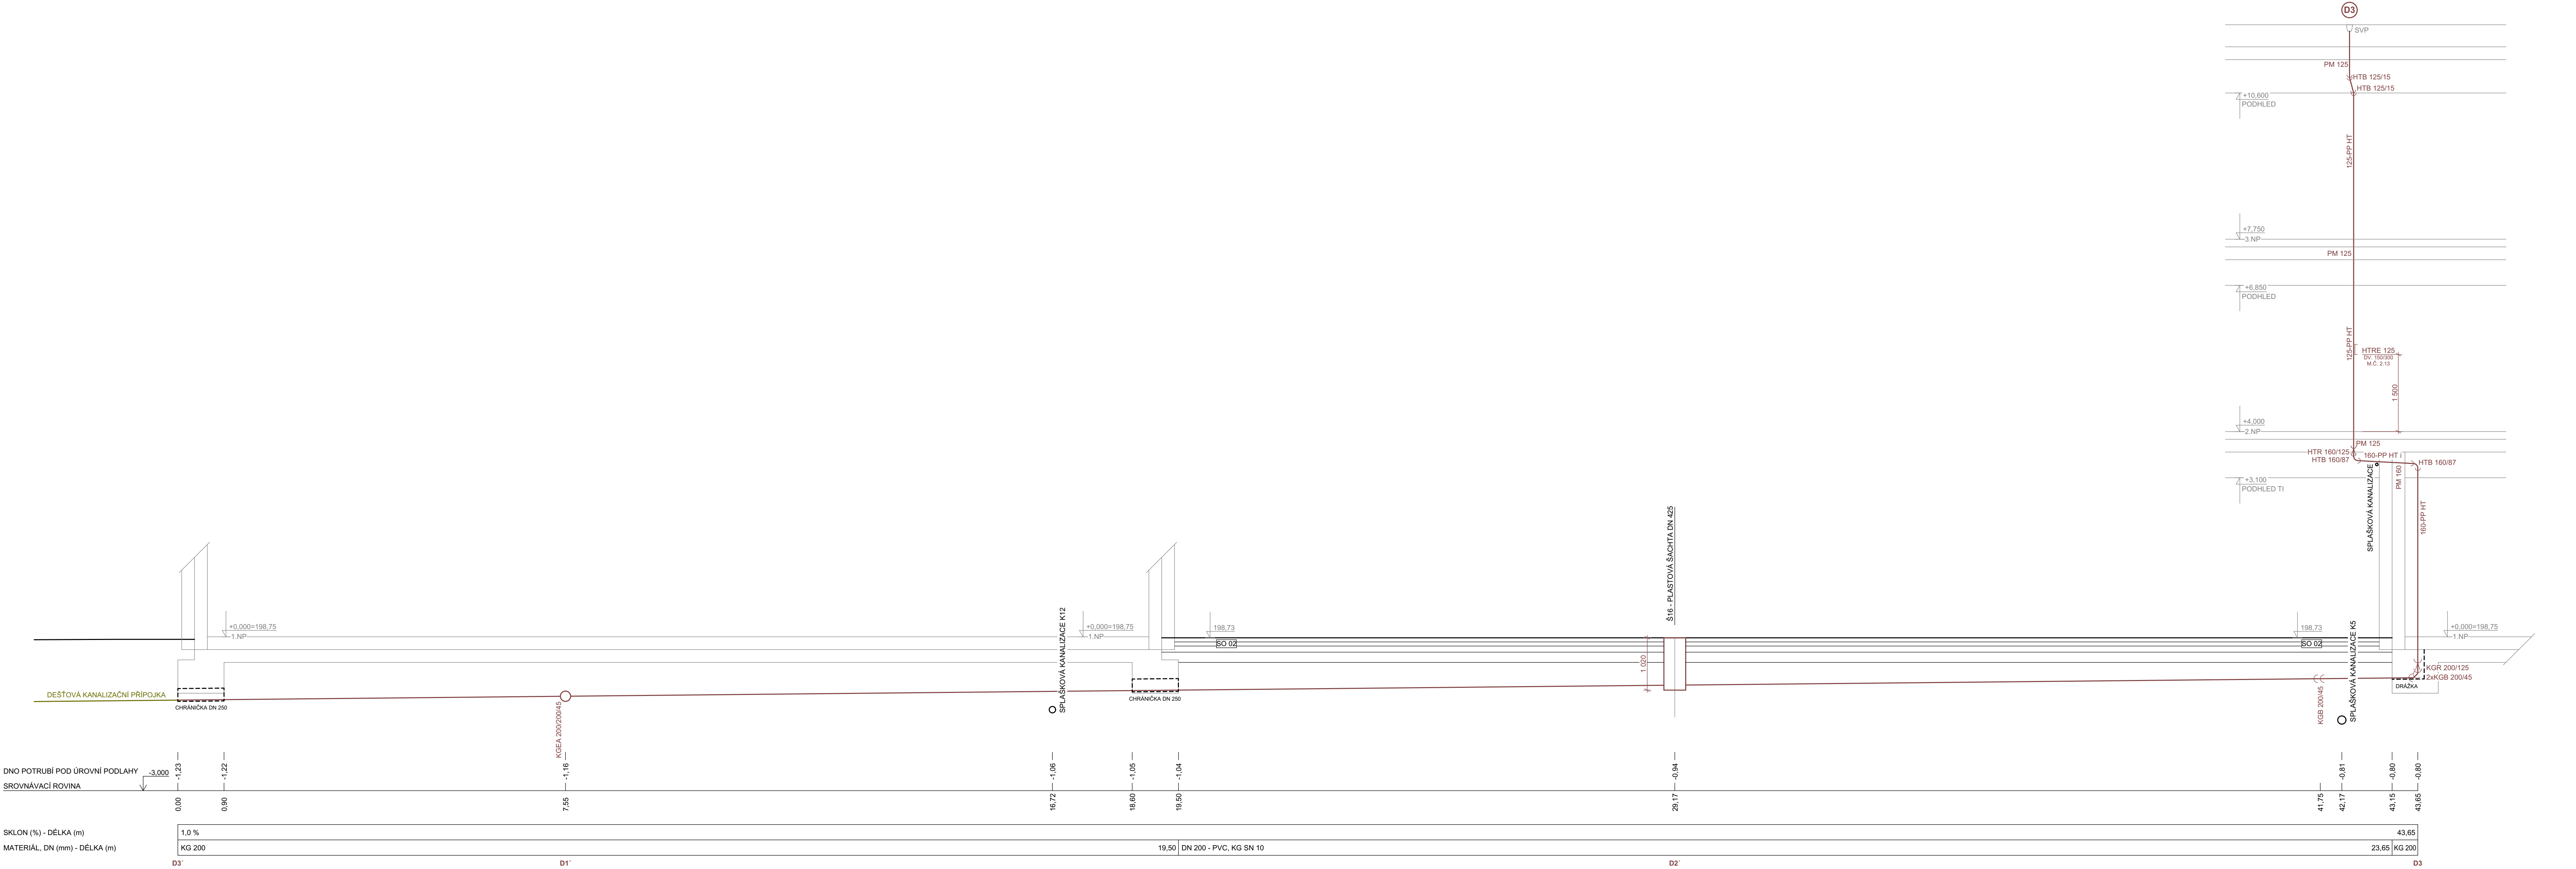 D3
SVP
PM 125
HTB 125/15
HTB 125/15
+10,600
PODHLED
125-PP HT
+7,750
3.NP
PM 125
+6,850
PODHLED
125-PP HT
HTRE 125
DV. 150/300
M.Č. 2.13
1 500
+4,000
2.NP
PM 125
HTR 160/125
160-PP HT i
HTB 160/87
HTB 160/87
PM 160
+3,100
PODHLED TI
SPLAŠKOVÁ KANALIZACE
160-PP HT
Š16 - PLASTOVÁ ŠACHTA DN 425
SPLAŠKOVÁ KANALIZACE K12
SPLAŠKOVÁ KANALIZACE K5
+0,000=198,75
1.NP
+0,000=198,75
1.NP
198,73
SO 02
198,73
SO 02
+0,000=198,75
1.NP
1 020
KGR 200/125
2xKGB 200/45
DRÁŽKA
KGB 200/45
DEŠŤOVÁ KANALIZAČNÍ PŘÍPOJKA
CHRÁNIČKA DN 250
CHRÁNIČKA DN 250
KGEA 200/200/45
DNO POTRUBÍ POD ÚROVNÍ PODLAHY
-3,000
-1,23
-1,22
-1,16
-1,06
-1,05
-1,04
-0,94
-0,81
-0,80
-0,80
SROVNÁVACÍ ROVINA
0,00
0,90
7,55
16,72
18,60
19,50
29,17
41,75
42,17
43,15
43,65
SKLON (%) - DÉLKA (m)
1,0 %
43,65
MATERIÁL, DN (mm) - DÉLKA (m)
KG 200
19,50
DN 200 - PVC, KG SN 10
23,65
KG 200
D3´
D1´
D2´
D3